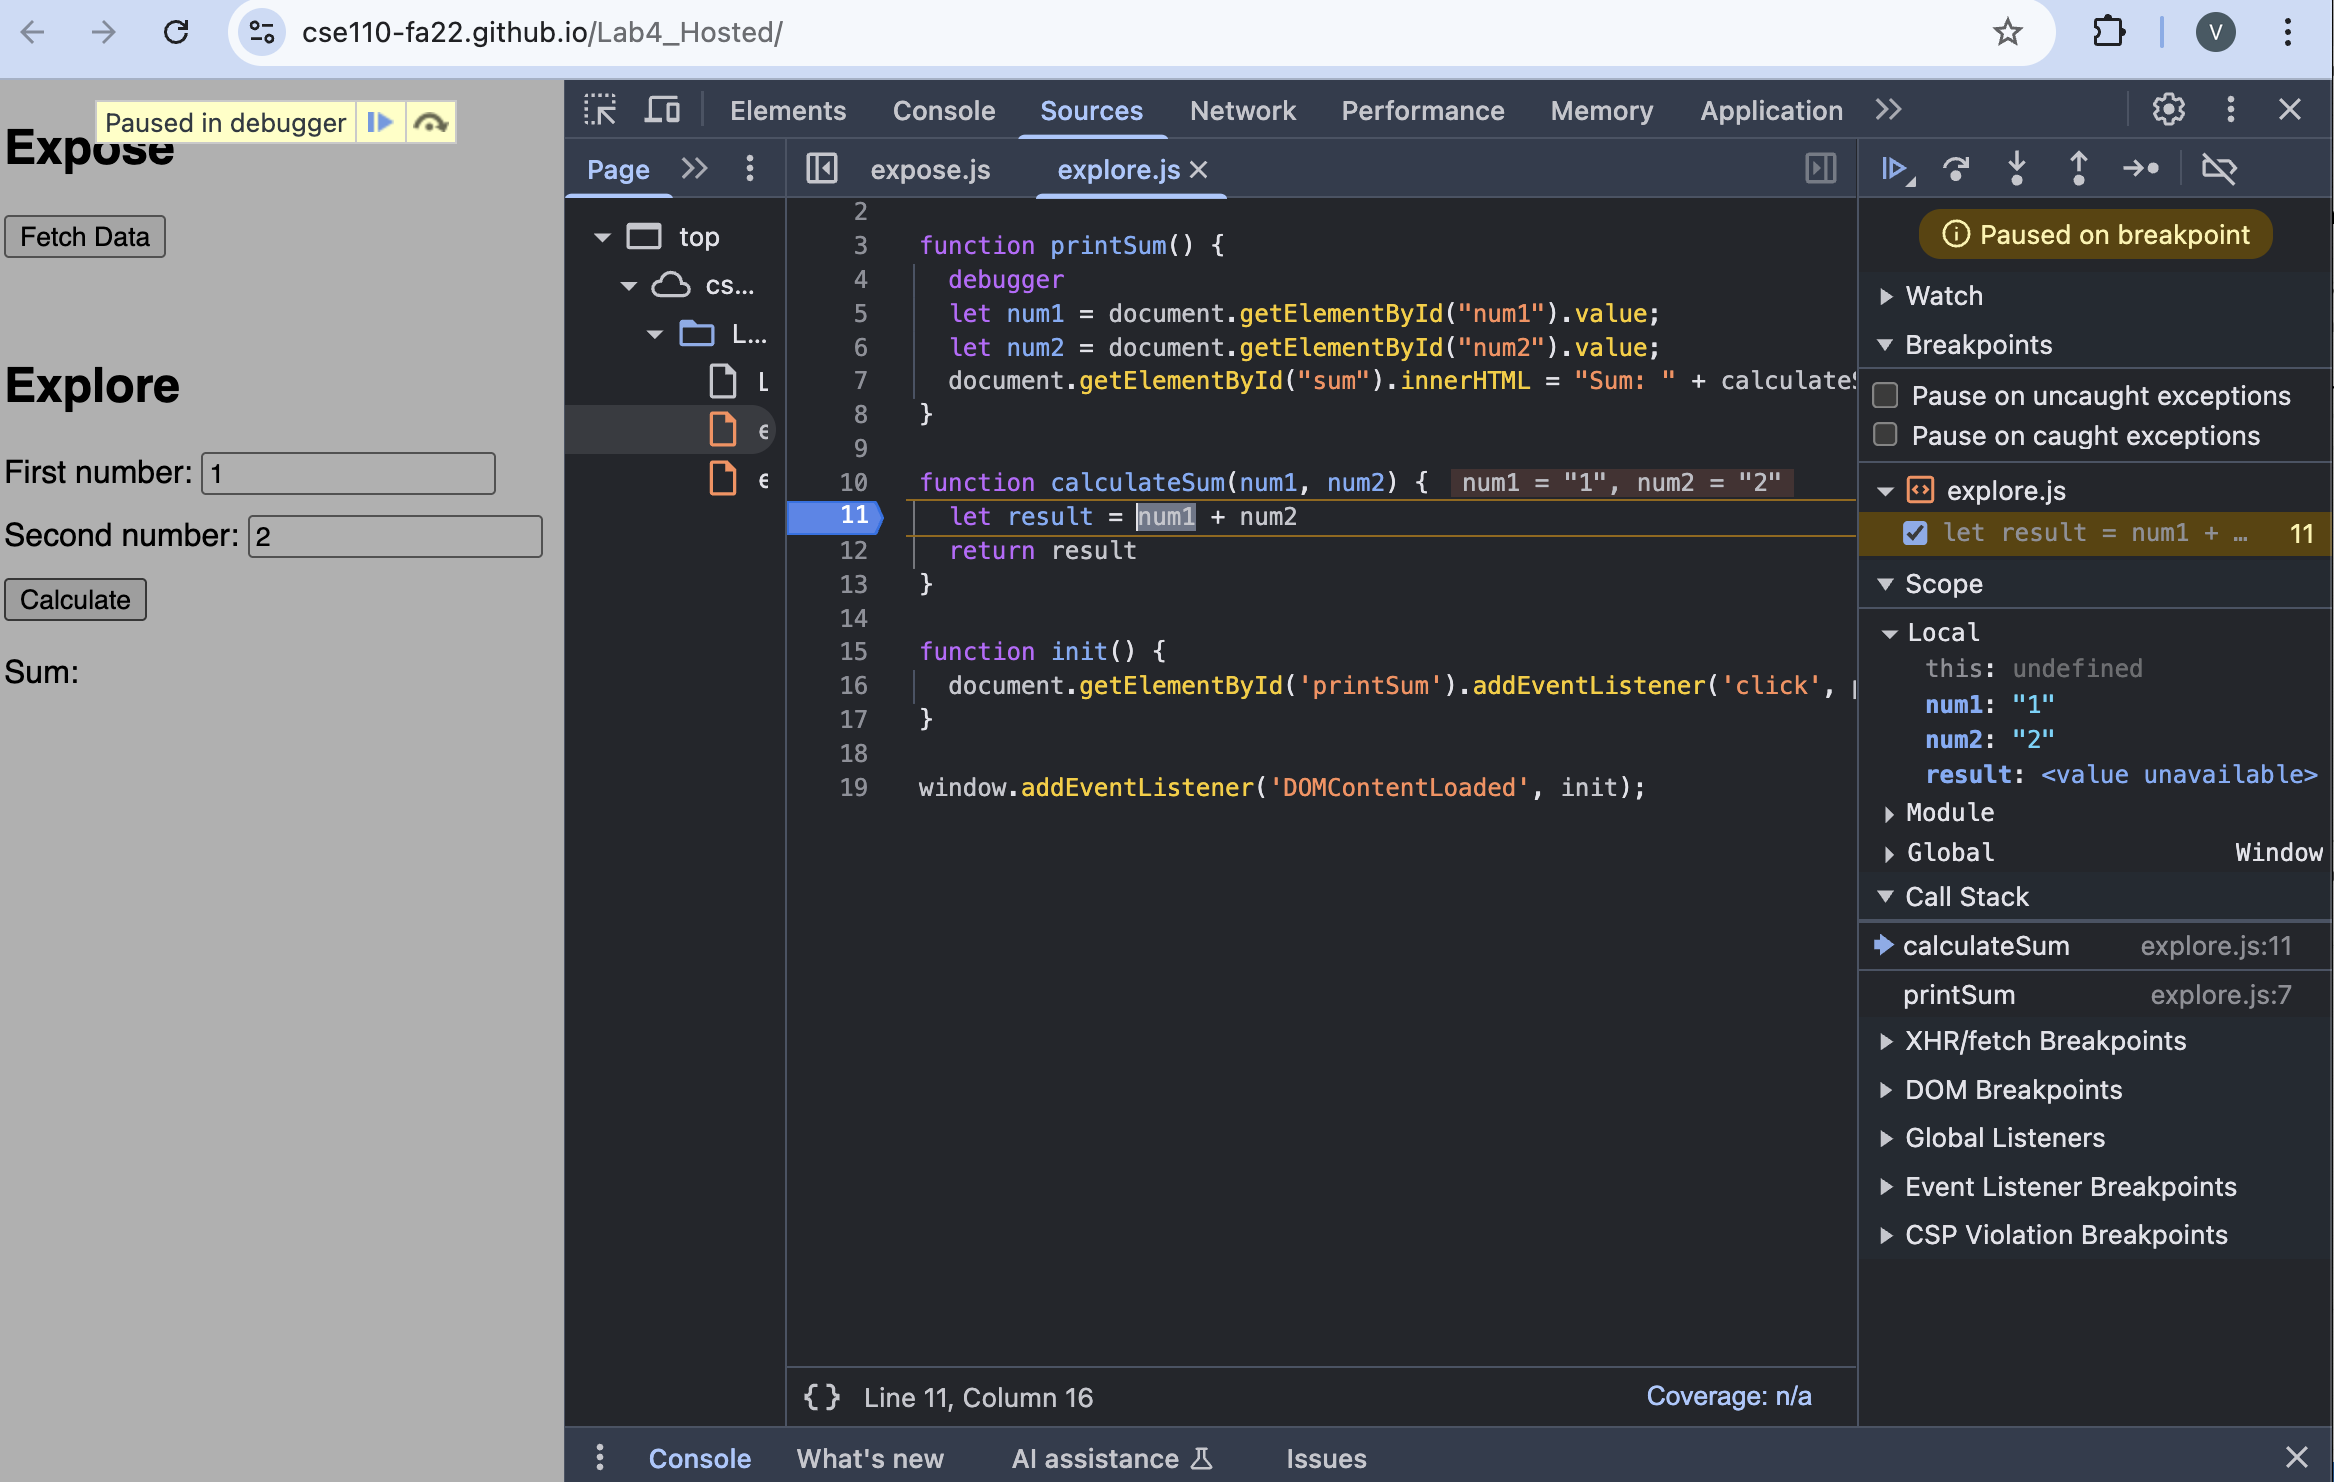 cse110-fa22.github.io/Lab4_Hosted/
V
Paused in debugger
Expose
Fetch Data
Explore
First number: 1
Second number: 2
Calculate
Sum:
Elements Console Sources Network Performance Memory Application
Page
expose.js explore.js
top
cs...
L...
L
e
e
2
3 function printSum() {
4 debugger
5 let num1 = document.getElementById("num1").value;
6 let num2 = document.getElementById("num2").value;
7 document.getElementById("sum").innerHTML = "Sum: " + calculate
8 }
9
10 function calculateSum(num1, num2) { num1 = "1", num2 = "2"
11 let result = num1 + num2
12 return result
13 }
14
15 function init() {
16 document.getElementById('printSum').addEventListener('click',
17 }
18
19 window.addEventListener('DOMContentLoaded', init);
{} Line 11, Column 16
Coverage: n/a
Paused on breakpoint
Watch
Breakpoints
Pause on uncaught exceptions
Pause on caught exceptions
explore.js
let result = num1 + … 11
Scope
Local
this: undefined
num1: "1"
num2: "2"
result: <value unavailable>
Module
Global Window
Call Stack
calculateSum explore.js:11
printSum explore.js:7
XHR/fetch Breakpoints
DOM Breakpoints
Global Listeners
Event Listener Breakpoints
CSP Violation Breakpoints
Console What's new AI assistance Issues